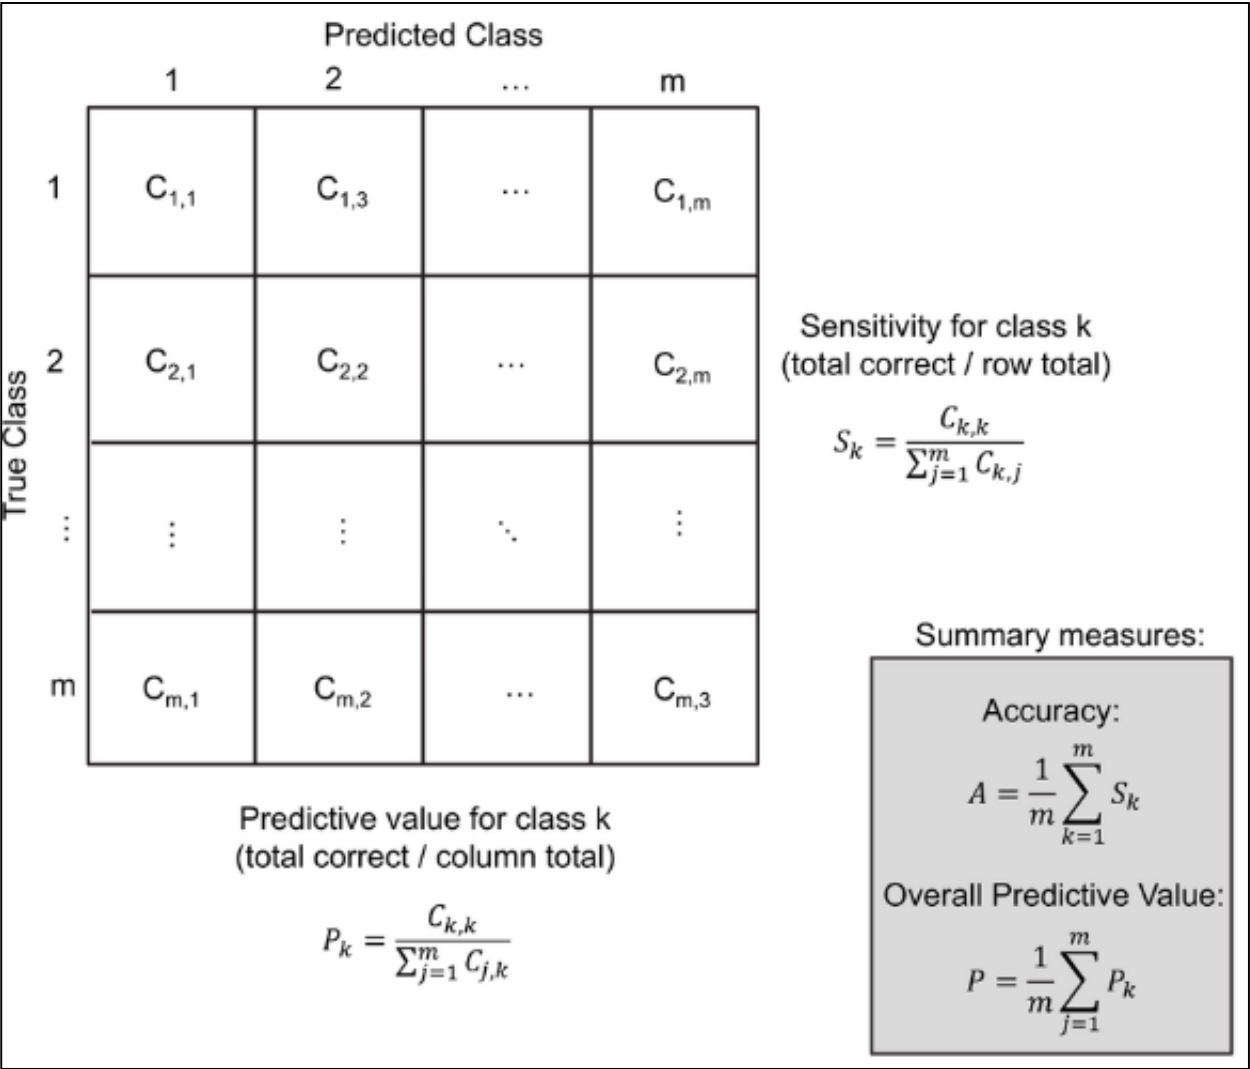 Predicted Class
1 2 … m
1 C1,1 C1,3 … C1,m
2 C2,1 C2,2 … C2,m
True Class
⋮ ⋮ ⋮ ⋱ ⋮
m Cm,1 Cm,2 … Cm,3
Sensitivity for class k
(total correct / row total)
S_k = C_{k,k} / ∑_{j=1}^{m} C_{k,j}
Predictive value for class k
(total correct / column total)
P_k = C_{k,k} / ∑_{j=1}^{m} C_{j,k}
Summary measures:
Accuracy:
A = 1/m ∑_{k=1}^{m} S_k
Overall Predictive Value:
P = 1/m ∑_{j=1}^{m} P_k